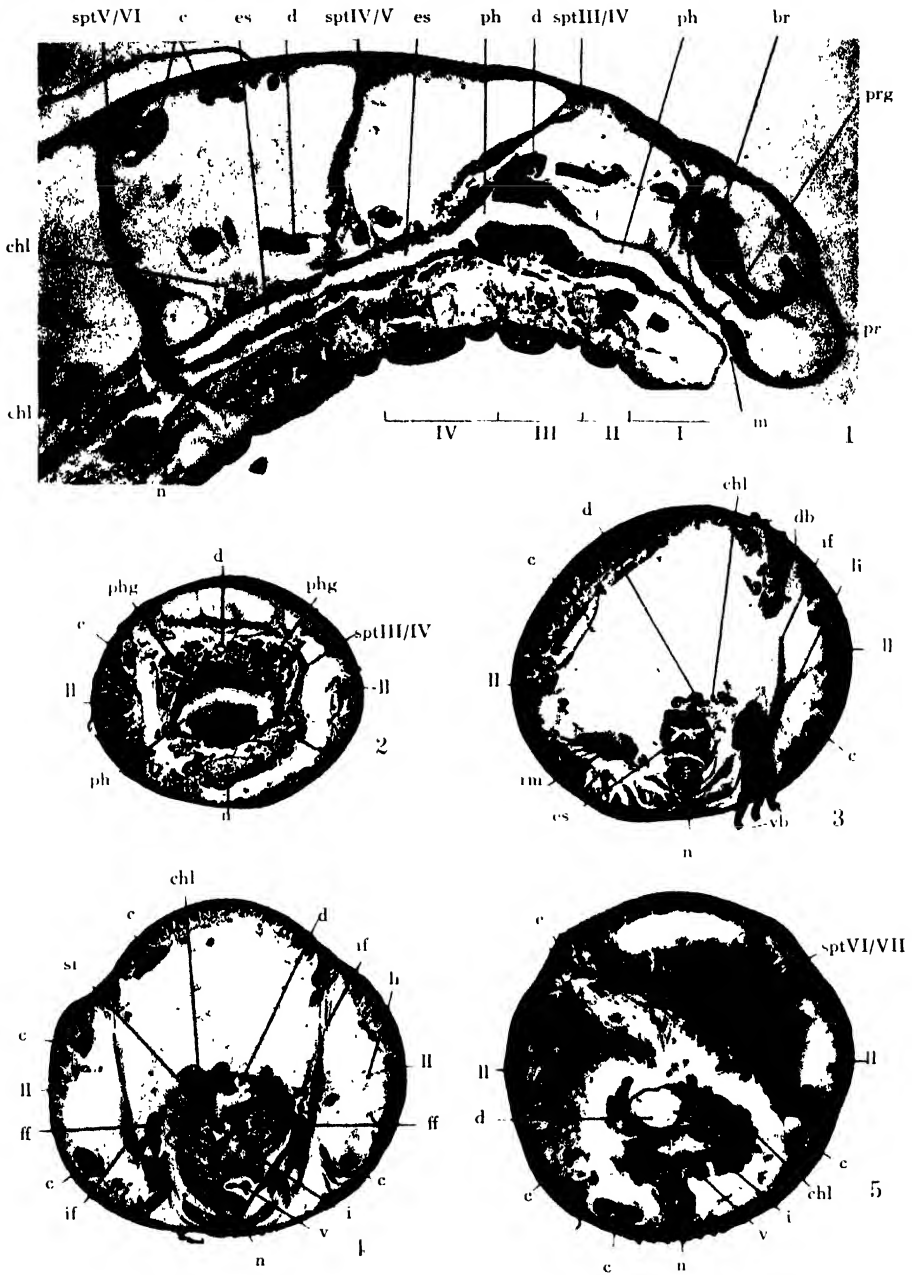 sptV/VI c es d sptIV/V es ph d sptIII/IV ph br
prg
chl
pr
chl
IV III II I m 1
n
chl
d db
d if
phg phg c li
c sptIII/IV
ll ll ll ll
2
ph rm c
n es vb 3
n
chl
c d c
si if sptVI/VII
li
c
ll ll ll ll
d
ff ff
c c c
chl 5
if i c i
v v
n 4 c n